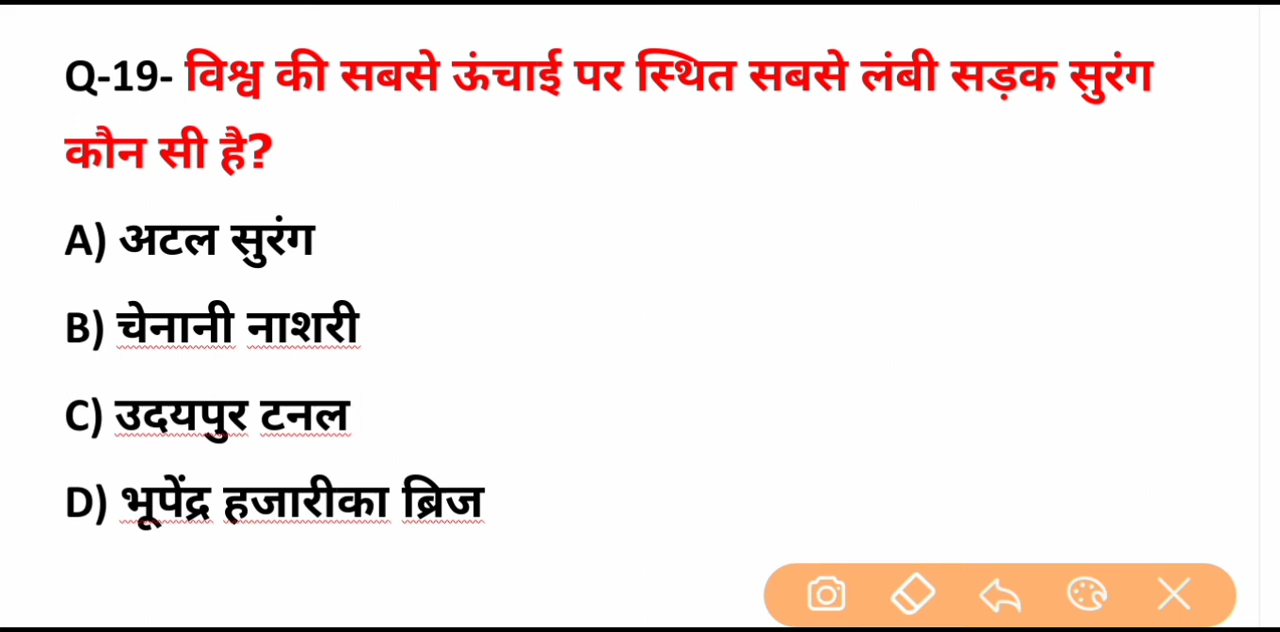 Q-19- विश्व की सबसे ऊंचाई पर स्थित सबसे लंबी सड़क सुरंग
कौन सी है?
A) अटल सुरंग
B) चेनानी नाशरी
C) उदयपुर टनल
D) भूपेंद्र हजारीका ब्रिज